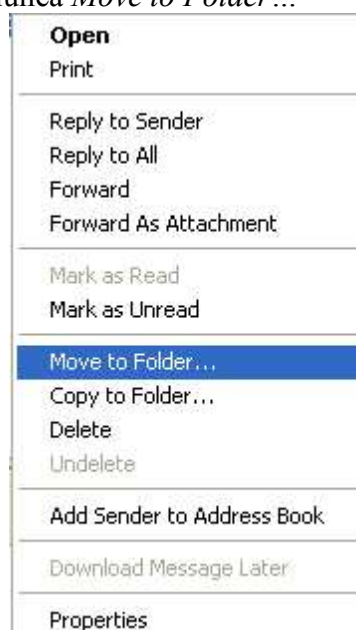 Move to Folder…
Open
Print
Reply to Sender
Reply to All
Forward
Forward As Attachment
Mark as Read
Mark as Unread
Move to Folder...
Copy to Folder...
Delete
Undelete
Add Sender to Address Book
Download Message Later
Properties